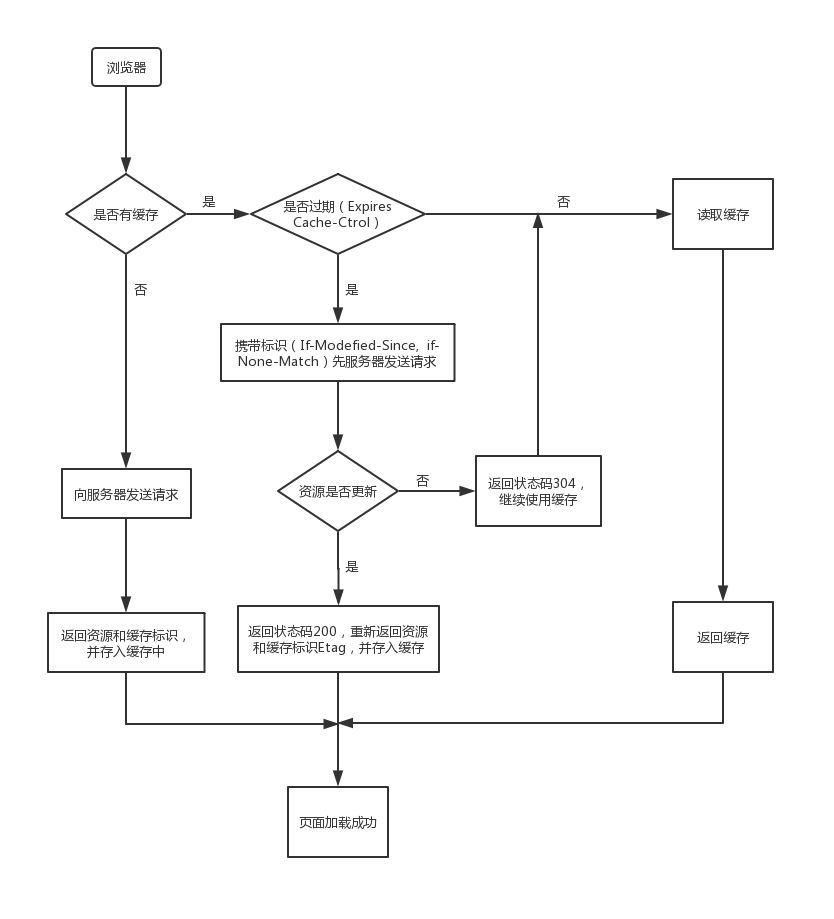 浏览器
是否有缓存
是
是否过期（Expires
Cache-Ctrol）
否
读取缓存
否
是
携带标识（If-Modefied-Since, if-
None-Match）先服务器发送请求
向服务器发送请求
资源是否更新
否
返回状态码304，
继续使用缓存
是
返回资源和缓存标识，
并存入缓存中
返回状态码200，重新返回资源
和缓存标识Etag，并存入缓存
返回缓存
页面加载成功